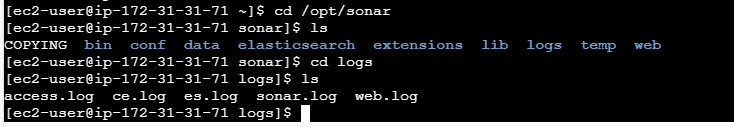 [ec2-user@ip-172-31-31-71 ~]$ cd /opt/sonar
[ec2-user@ip-172-31-31-71 sonar]$ ls
COPYING  bin  conf  data  elasticsearch  extensions  lib  logs  temp  web
[ec2-user@ip-172-31-31-71 sonar]$ cd logs
[ec2-user@ip-172-31-31-71 logs]$ ls
access.log  ce.log  es.log  sonar.log  web.log
[ec2-user@ip-172-31-31-71 logs]$